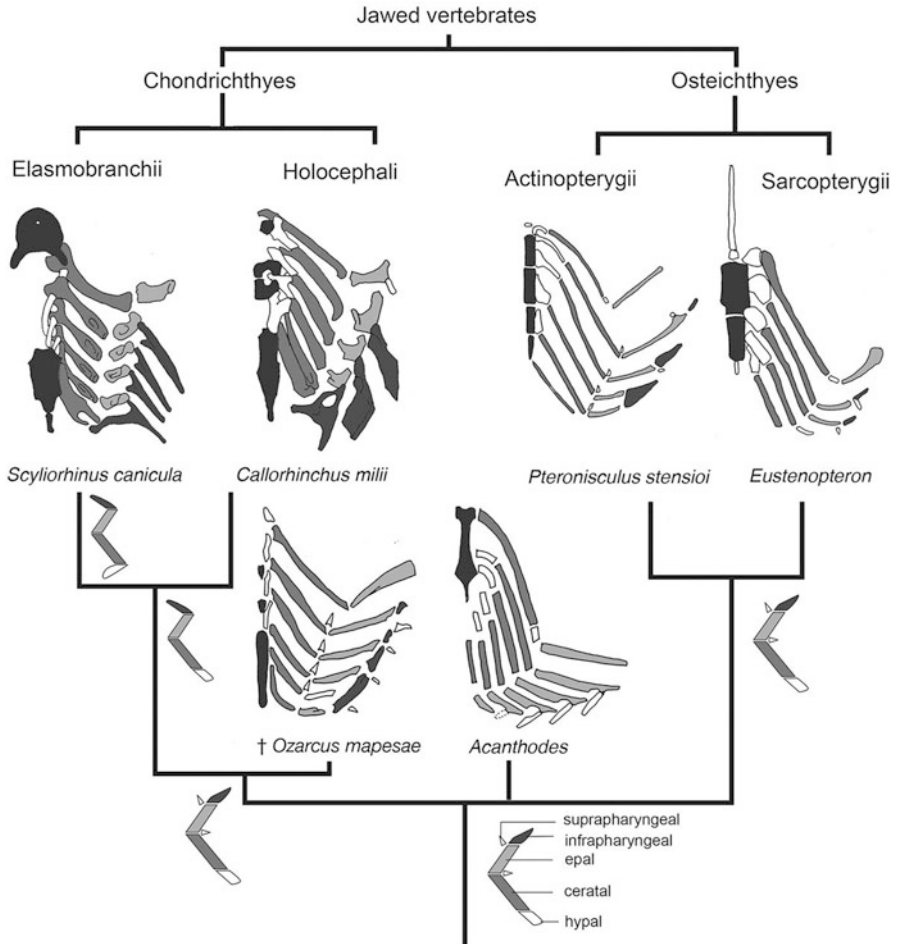 Jawed vertebrates
Chondrichthyes
Osteichthyes
Elasmobranchii
Holocephali
Actinopterygii
Sarcopterygii
Scyliorhinus canicula
Callorhinchus milii
Pteronisculus stensioi
Eustenopteron
† Ozarcus mapesae
Acanthodes
suprapharyngeal
infrapharyngeal
epal
ceratal
hypal